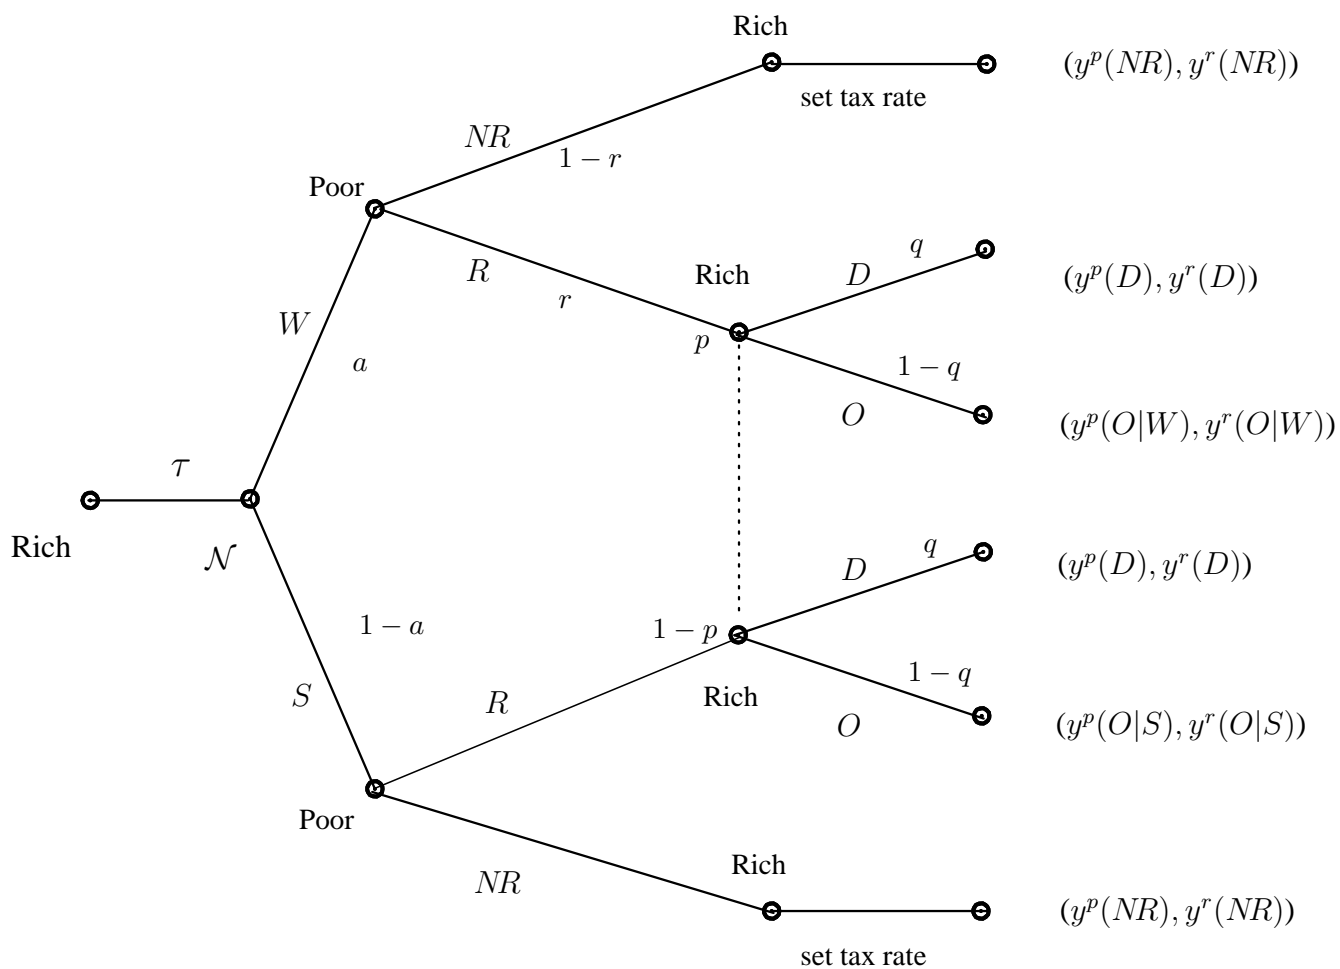 Rich
(y^p(NR), y^r(NR))
set tax rate
NR
1 − r
Poor
q
Rich
D
(y^p(D), y^r(D))
R
r
W
p
a
1 − q
O
(y^p(O|W), y^r(O|W))
τ
Rich
N
q
D
(y^p(D), y^r(D))
1 − a
1 − p
S
R
Rich
1 − q
O
(y^p(O|S), y^r(O|S))
Poor
Rich
NR
(y^p(NR), y^r(NR))
set tax rate